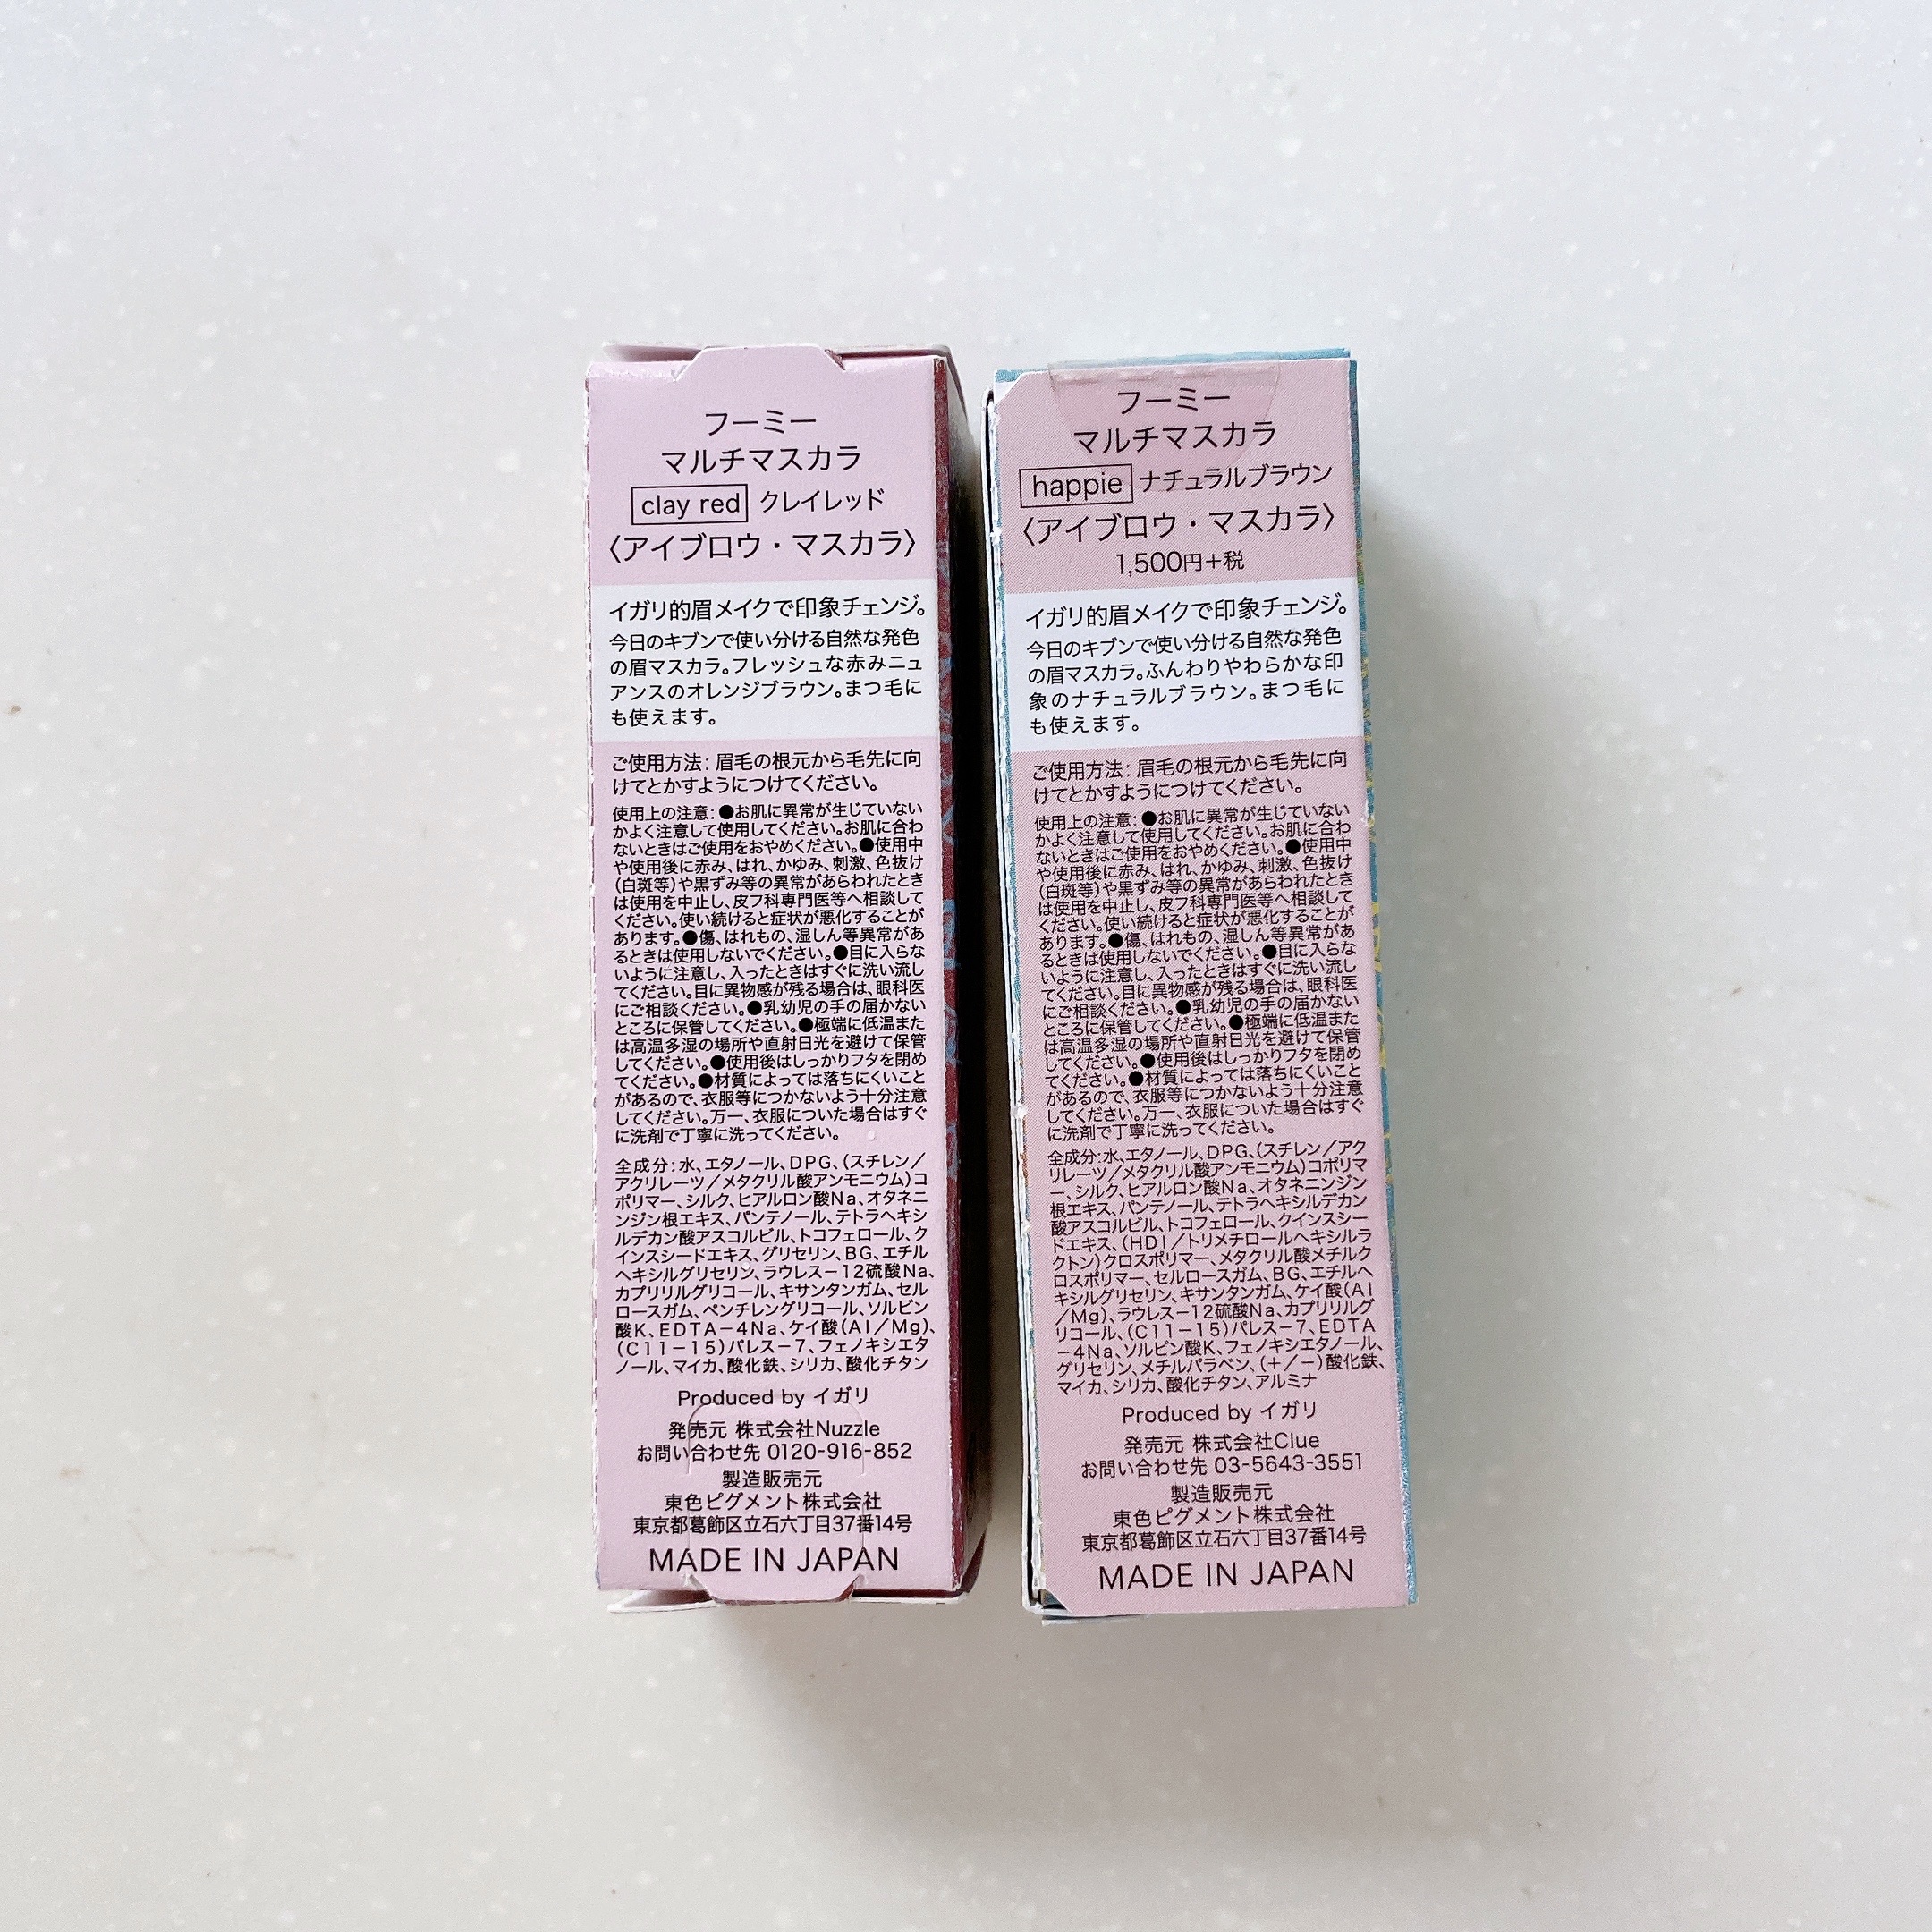 フーミー
マルチマスカラ
clay red クレイレッド
〈アイブロウ・マスカラ〉
イガリ的眉メイクで印象チェンジ。
今日のキブンで使い分ける自然な発色
の眉マスカラ。フレッシュな赤みニュ
アンスのオレンジブラウン。まつ毛に
も使えます。
ご使用方法：眉毛の根元から毛先に向
けてとかすようにつけてください。
使用上の注意：●お肌に異常が生じていない
かよく注意して使用してください。お肌に合わ
ないときはご使用をおやめください。●使用中
や使用後に赤み、はれ、かゆみ、刺激、色抜け
（白斑等）や黒ずみ等の異常があらわれたとき
は使用を中止し、皮フ科専門医等へ相談して
ください。使い続けると症状が悪化することが
あります。●傷、はれもの、湿しん等異常があ
るときは使用しないでください。●目に入らな
いように注意し、入ったときはすぐに洗い流し
てください。目に異物感が残る場合は、眼科医
にご相談ください。●乳幼児の手の届かない
ところに保管してください。●極端に低温また
は高温多湿の場所や直射日光を避けて保管
してください。●使用後はしっかりフタを閉め
てください。●材質によっては落ちにくいこと
があるので、衣服等につかないよう十分注意
してください。万一、衣服についた場合はすぐ
に洗剤で丁寧に洗ってください。
全成分：水、エタノール、DPG、（スチレン／
アクリレーツ／メタクリル酸アンモニウム）コ
ポリマー、シルク、ヒアルロン酸Na、オタネニ
ンジン根エキス、パンテノール、テトラヘキシ
ルデカン酸アスコルビル、トコフェロール、ク
インスシードエキス、グリセリン、BG、エチル
ヘキシルグリセリン、ラウレス－12硫酸Na、
カプリリルグリコール、キサンタンガム、セル
ロースガム、ペンチレングリコール、ソルビン
酸K、EDTA－4Na、ケイ酸（Al／Mg）、
（C11－15）パレス－7、フェノキシエタ
ノール、マイカ、酸化鉄、シリカ、酸化チタン
Produced by イガリ
発売元 株式会社Nuzzle
お問い合わせ先 0120-916-852
製造販売元
東色ピグメント株式会社
東京都葛飾区立石六丁目37番14号
MADE IN JAPAN
フーミー
マルチマスカラ
happie ナチュラルブラウン
〈アイブロウ・マスカラ〉
1,500円＋税
イガリ的眉メイクで印象チェンジ。
今日のキブンで使い分ける自然な発色
の眉マスカラ。ふんわりやわらかな印
象のナチュラルブラウン。まつ毛に
も使えます。
ご使用方法：眉毛の根元から毛先に向
けてとかすようにつけてください。
使用上の注意：●お肌に異常が生じていない
かよく注意して使用してください。お肌に合わ
ないときはご使用をおやめください。●使用中
や使用後に赤み、はれ、かゆみ、刺激、色抜け
（白斑等）や黒ずみ等の異常があらわれたとき
は使用を中止し、皮フ科専門医等へ相談して
ください。使い続けると症状が悪化することが
あります。●傷、はれもの、湿しん等異常があ
るときは使用しないでください。●目に入らな
いように注意し、入ったときはすぐに洗い流し
てください。目に異物感が残る場合は、眼科医
にご相談ください。●乳幼児の手の届かない
ところに保管してください。●極端に低温また
は高温多湿の場所や直射日光を避けて保管
してください。●使用後はしっかりフタを閉め
てください。●材質によっては落ちにくいこと
があるので、衣服等につかないよう十分注意
してください。万一、衣服についた場合はすぐ
に洗剤で丁寧に洗ってください。
全成分：水、エタノール、DPG、（スチレン／アク
リレーツ／メタクリル酸アンモニウム）コポリマ
ー、シルク、ヒアルロン酸Na、オタネニンジン
根エキス、パンテノール、テトラヘキシルデカン
酸アスコルビル、トコフェロール、クインスシー
ドエキス、（HDI／トリメチロールヘキシルラ
クトン）クロスポリマー、メタクリル酸メチルク
ロスポリマー、セルロースガム、BG、エチルヘ
キシルグリセリン、キサンタンガム、ケイ酸（Al
／Mg）、ラウレス－12硫酸Na、カプリリルグ
リコール、（C11－15）パレス－7、EDTA
－4Na、ソルビン酸K、フェノキシエタノール、
グリセリン、メチルパラベン、（＋／－）酸化鉄、
マイカ、シリカ、酸化チタン、アルミナ
Produced by イガリ
発売元 株式会社Clue
お問い合わせ先 03-5643-3551
製造販売元
東色ピグメント株式会社
東京都葛飾区立石六丁目37番14号
MADE IN JAPAN